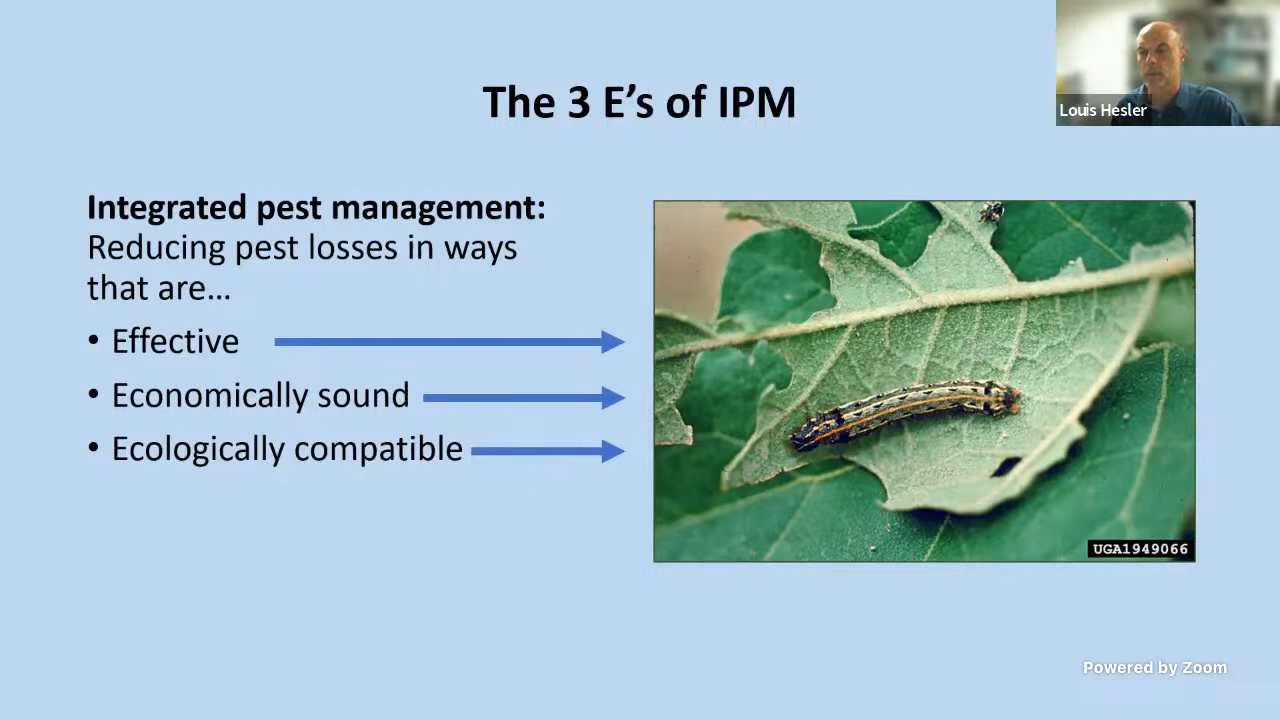 Louis Hesler
The 3 E’s of IPM
Integrated pest management:
Reducing pest losses in ways
that are…
• Effective
• Economically sound
• Ecologically compatible
UGA1949066
Powered by Zoom